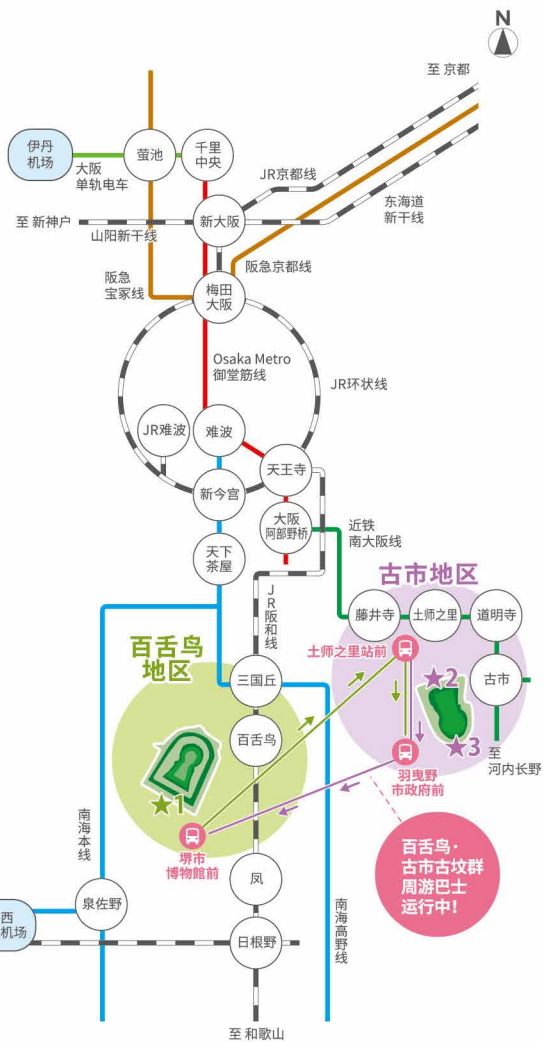 N
至 京都
伊丹
机场
萤池
千里
中央
大阪
单轨电车
JR京都线
东海道
新干线
至 新神户
山阳新干线
新大阪
阪急
宝冢线
阪急京都线
梅田
大阪
Osaka Metro
御堂筋线
JR环状线
JR难波
难波
天王寺
新今宫
大阪
阿部野桥
近铁
南大阪线
天下
茶屋
JR阪和线
古市地区
藤井寺
土师之里
道明寺
土师之里站前
百舌鸟
地区
三国丘
★2
古市
百舌鸟
★3
羽曳野
市政府前
至
河内长野
★1
堺市
博物館前
南海本线
百舌鸟·
古市古坟群
周游巴士
运行中!
凤
泉佐野
南海高野线
西
机场
日根野
至 和歌山